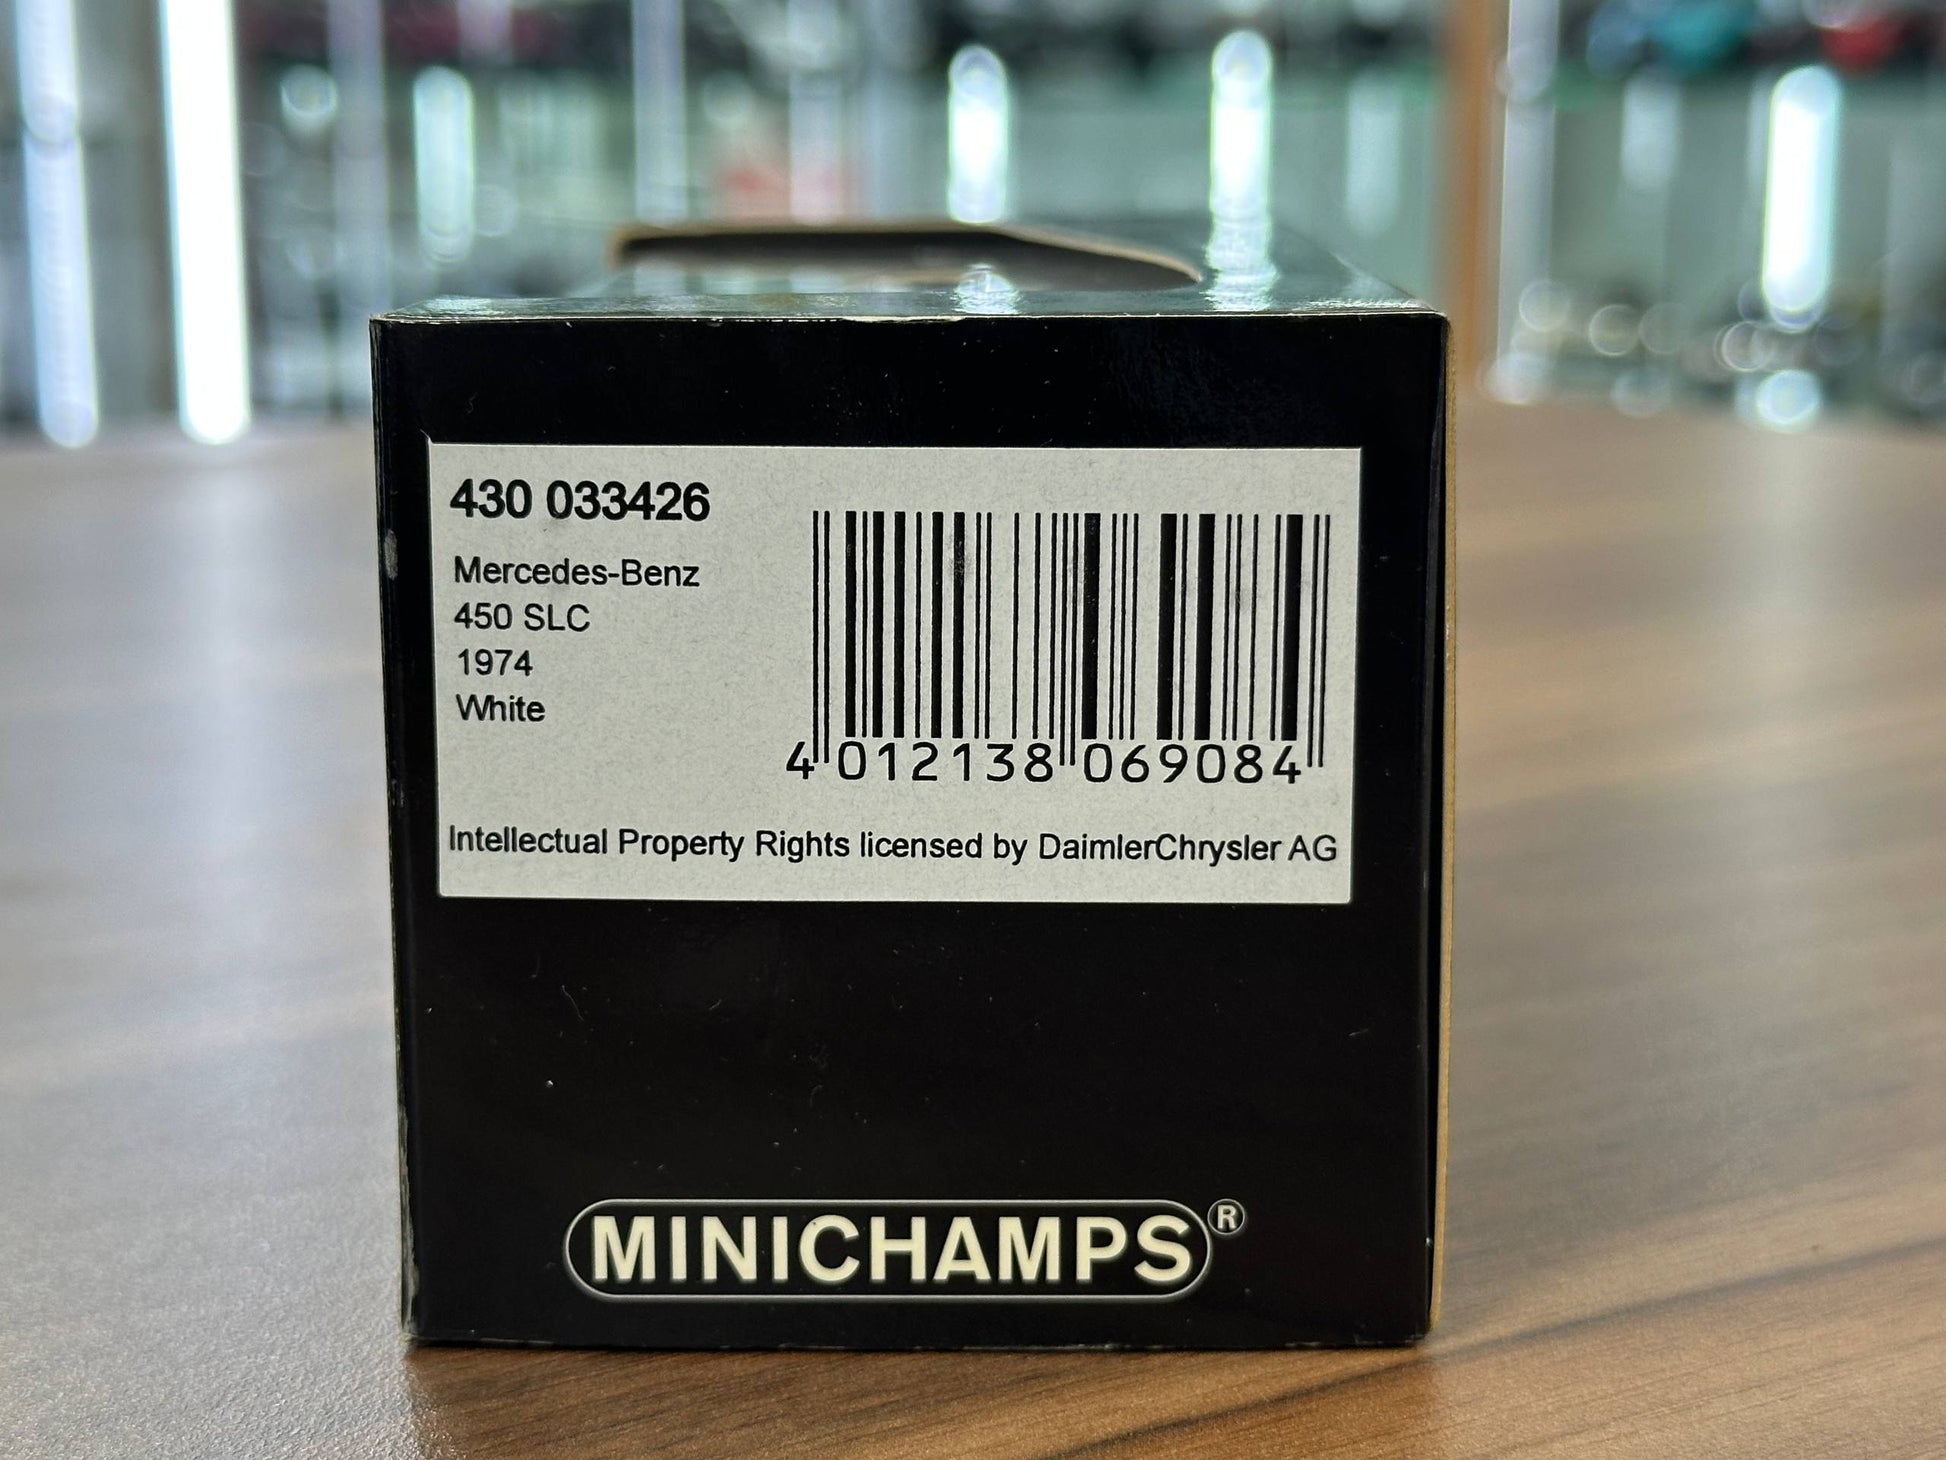 430 033426
Mercedes-Benz
450 SLC
1974
White
4 012138 069084
Intellectual Property Rights licensed by DaimlerChrysler AG
MINICHAMPS®